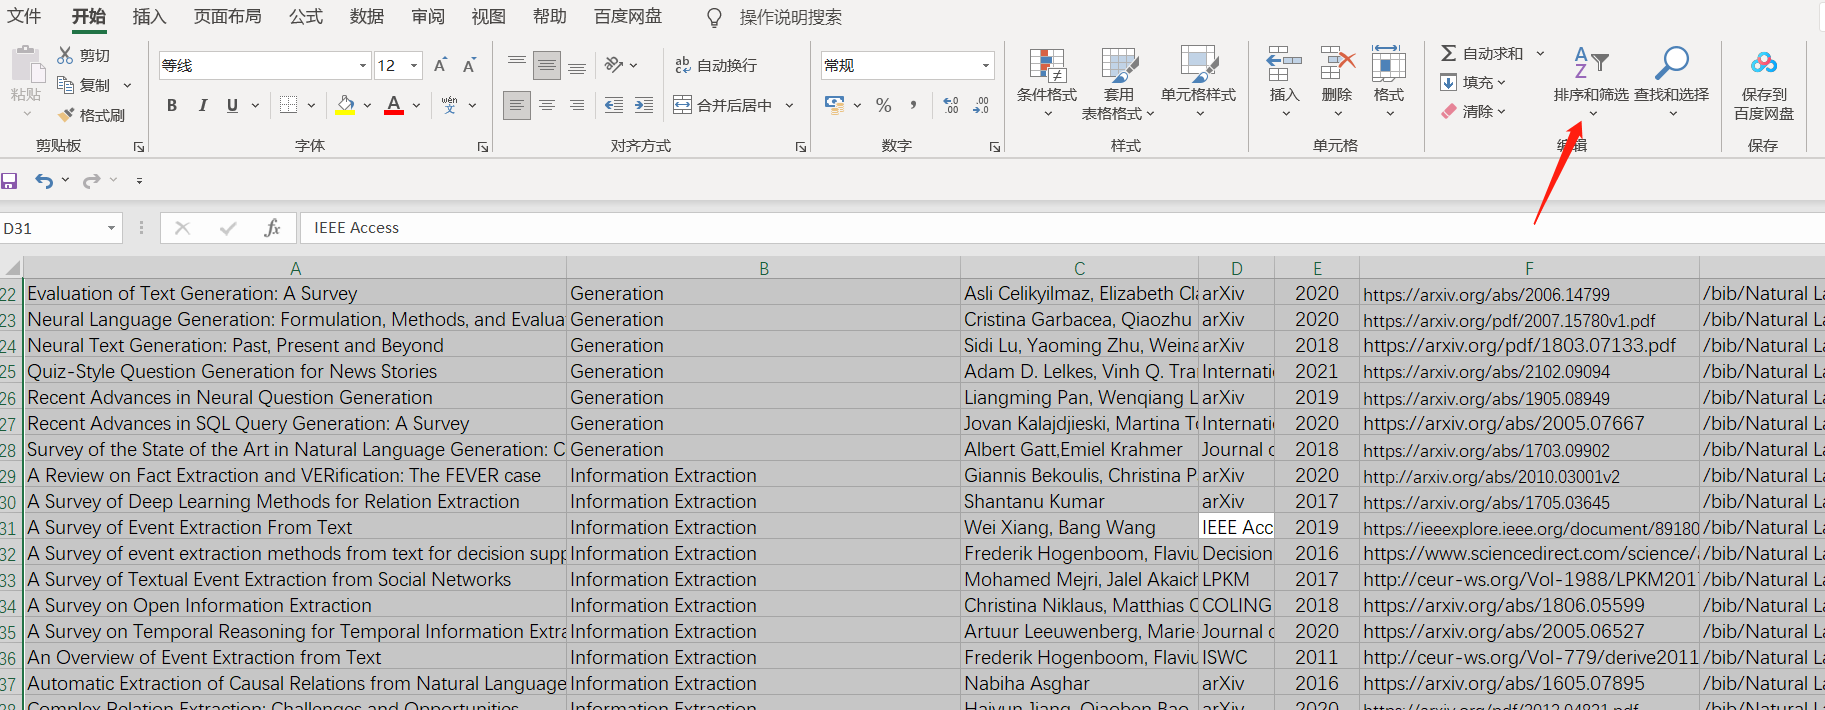 文件 开始 插入 页面布局 公式 数据 审阅 视图 帮助 百度网盘 操作说明搜索
剪切
复制
格式刷
粘贴
剪贴板
等线 12 A A
B I U A wén 文
字体
ab c 自动换行
合并后居中
对齐方式
常规
% , .0 .00 .00 .0
数字
条件格式 套用 表格格式 单元格样式
样式
插入 删除 格式
单元格
Σ 自动求和
填充
清除
A Z 排序和筛选 查找和选择
编辑
保存到 百度网盘
保存
D31 fx IEEE Access
A B C D E F
22 Evaluation of Text Generation: A Survey Generation Asli Celikyilmaz, Elizabeth Cla arXiv 2020 https://arxiv.org/abs/2006.14799 /bib/Natural La
23 Neural Language Generation: Formulation, Methods, and Evalua Generation Cristina Garbacea, Qiaozhu arXiv 2020 https://arxiv.org/pdf/2007.15780v1.pdf /bib/Natural La
24 Neural Text Generation: Past, Present and Beyond Generation Sidi Lu, Yaoming Zhu, Weina arXiv 2018 https://arxiv.org/pdf/1803.07133.pdf /bib/Natural La
25 Quiz-Style Question Generation for News Stories Generation Adam D. Lelkes, Vinh Q. Tra Internati 2021 https://arxiv.org/abs/2102.09094 /bib/Natural La
26 Recent Advances in Neural Question Generation Generation Liangming Pan, Wenqiang L arXiv 2019 https://arxiv.org/abs/1905.08949 /bib/Natural La
27 Recent Advances in SQL Query Generation: A Survey Generation Jovan Kalajdjieski, Martina To Internati 2020 https://arxiv.org/abs/2005.07667 /bib/Natural La
28 Survey of the State of the Art in Natural Language Generation: C Generation Albert Gatt,Emiel Krahmer Journal o 2018 https://arxiv.org/abs/1703.09902 /bib/Natural La
29 A Review on Fact Extraction and VERification: The FEVER case Information Extraction Giannis Bekoulis, Christina P arXiv 2020 http://arxiv.org/abs/2010.03001v2 /bib/Natural La
30 A Survey of Deep Learning Methods for Relation Extraction Information Extraction Shantanu Kumar arXiv 2017 https://arxiv.org/abs/1705.03645 /bib/Natural La
31 A Survey of Event Extraction From Text Information Extraction Wei Xiang, Bang Wang IEEE Acc 2019 https://ieeexplore.ieee.org/document/89180 /bib/Natural La
32 A Survey of event extraction methods from text for decision supp Information Extraction Frederik Hogenboom, Flaviu Decision 2016 https://www.sciencedirect.com/science/a /bib/Natural La
33 A Survey of Textual Event Extraction from Social Networks Information Extraction Mohamed Mejri, Jalel Akaich LPKM 2017 http://ceur-ws.org/Vol-1988/LPKM2017 /bib/Natural La
34 A Survey on Open Information Extraction Information Extraction Christina Niklaus, Matthias C COLING 2018 https://arxiv.org/abs/1806.05599 /bib/Natural La
35 A Survey on Temporal Reasoning for Temporal Information Extra Information Extraction Artuur Leeuwenberg, Marie- Journal o 2020 https://arxiv.org/abs/2005.06527 /bib/Natural La
36 An Overview of Event Extraction from Text Information Extraction Frederik Hogenboom, Flaviu ISWC 2011 http://ceur-ws.org/Vol-779/derive2011 /bib/Natural La
37 Automatic Extraction of Causal Relations from Natural Language Information Extraction Nabiha Asghar arXiv 2016 https://arxiv.org/abs/1605.07895 /bib/Natural La
38 Complex Relation Extraction: Challenges and Opportunities Information Extraction Haiyun Jiang, Qiaoben Bao arXiv 2020 https://arxiv.org/pdf/2012.04821.pdf /bib/Natural La